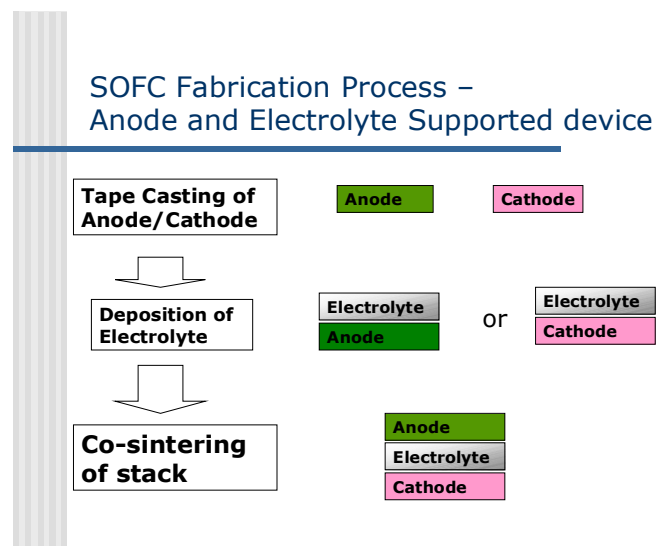 SOFC Fabrication Process –
Anode and Electrolyte Supported device
Tape Casting of
Anode/Cathode
Anode
Cathode
Deposition of
Electrolyte
Electrolyte
Anode
or
Electrolyte
Cathode
Co-sintering
of stack
Anode
Electrolyte
Cathode